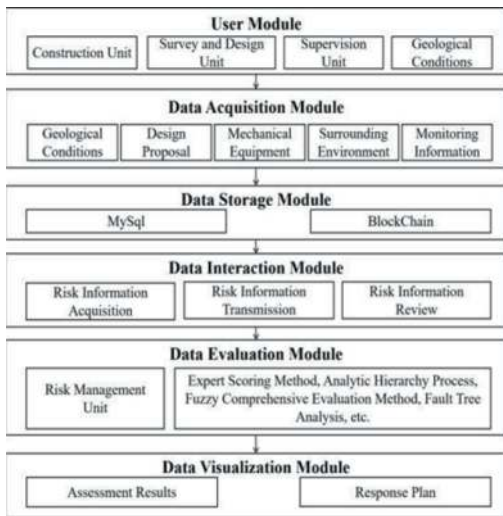 User Module
Construction Unit
Survey and Design
Unit
Supervision
Unit
Geological
Conditions
Data Acquisition Module
Geological
Conditions
Design
Proposal
Mechanical
Equipment
Surrounding
Environment
Monitoring
Information
Data Storage Module
MySql
BlockChain
Data Interaction Module
Risk Information
Acquisition
Risk Information
Transmission
Risk Information
Review
Data Evaluation Module
Risk Management
Unit
Expert Scoring Method, Analytic Hierarchy Process,
Fuzzy Comprehensive Evaluation Method, Fault Tree
Analysis, etc.
Data Visualization Module
Assessment Results
Response Plan